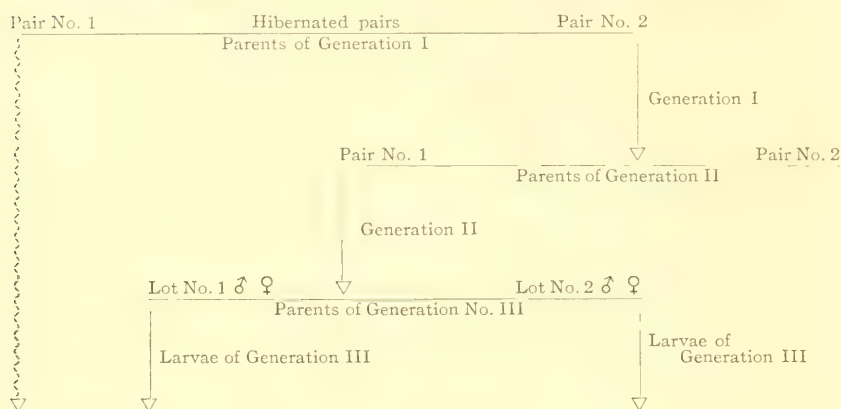 Pair No. 1 Hibernated pairs Pair No. 2
Parents of Generation I
Generation I
Pair No. 1 Pair No. 2
Parents of Generation II
Generation II
Lot No. 1 ♂ ♀ Lot No. 2 ♂ ♀
Parents of Generation No. III
Larvae of Generation III
Larvae of
Generation III